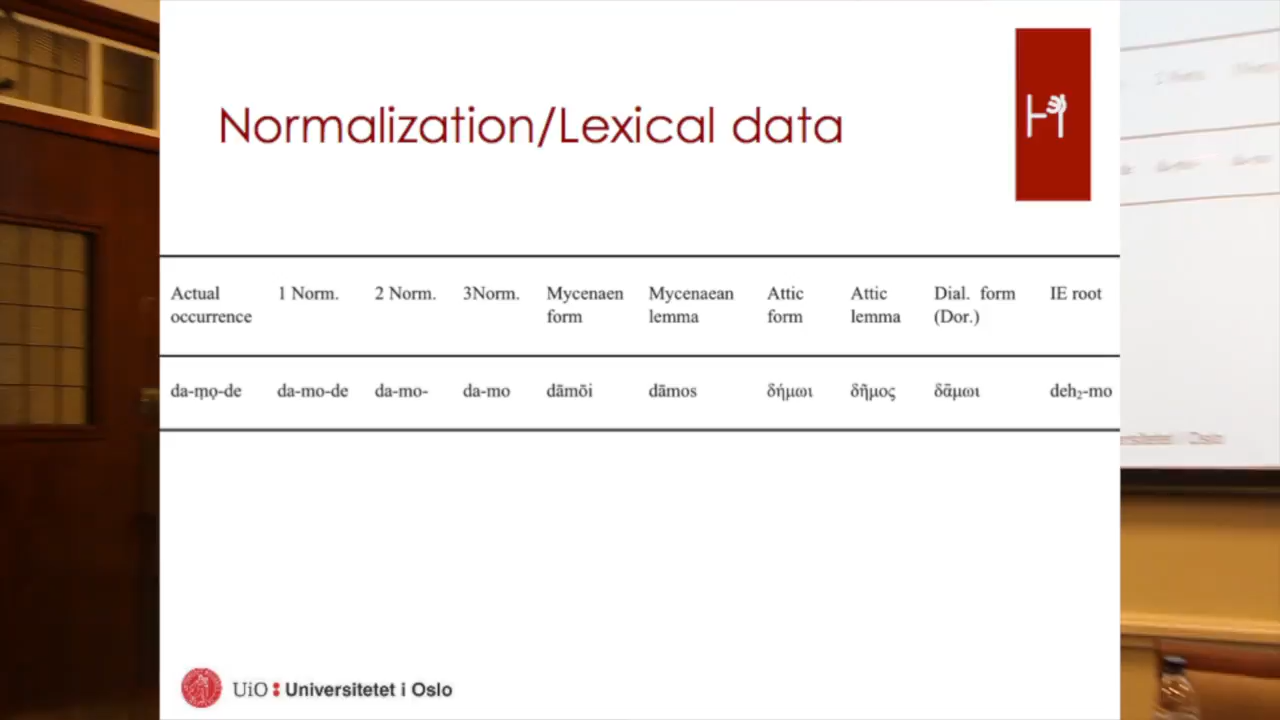 Normalization/Lexical data
Actual occurrence 1 Norm. 2 Norm. 3Norm. Mycenaen form Mycenaean lemma Attic form Attic lemma Dial. form (Dor.) IE root
da-mọ-de da-mo-de da-mo- da-mo dāmōi dāmos δήμωι δῆμος δᾱ̃μωι deh₂-mo
UiO : Universitetet i Oslo